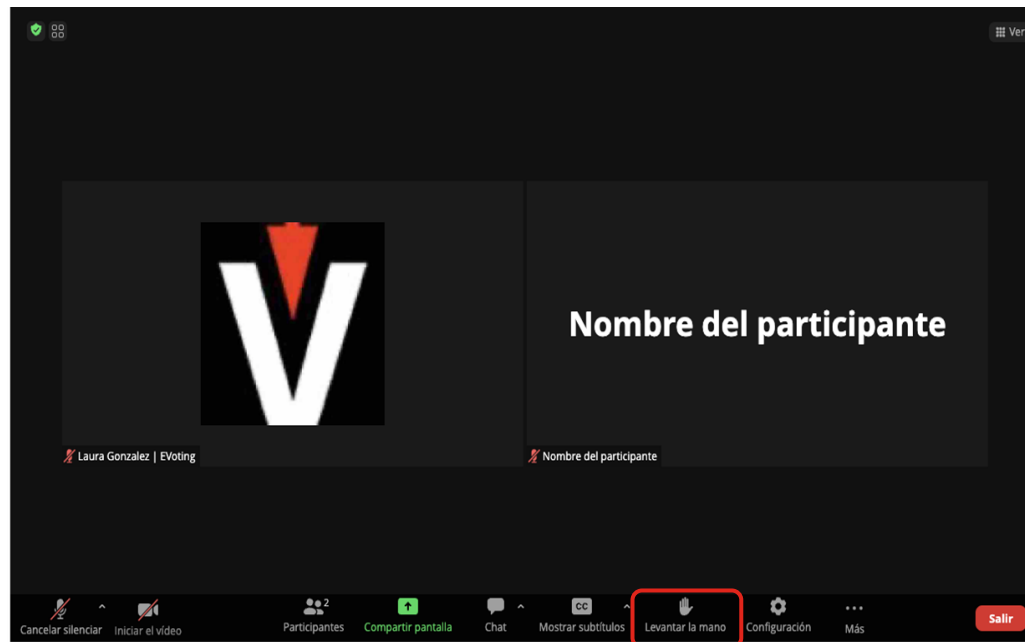 Ver
V
Nombre del participante
Laura Gonzalez | EVoting
Nombre del participante
2
CC
Cancelar silenciar
Iniciar el vídeo
Participantes
Compartir pantalla
Chat
Mostrar subtítulos
Levantar la mano
Configuración
Más
Salir